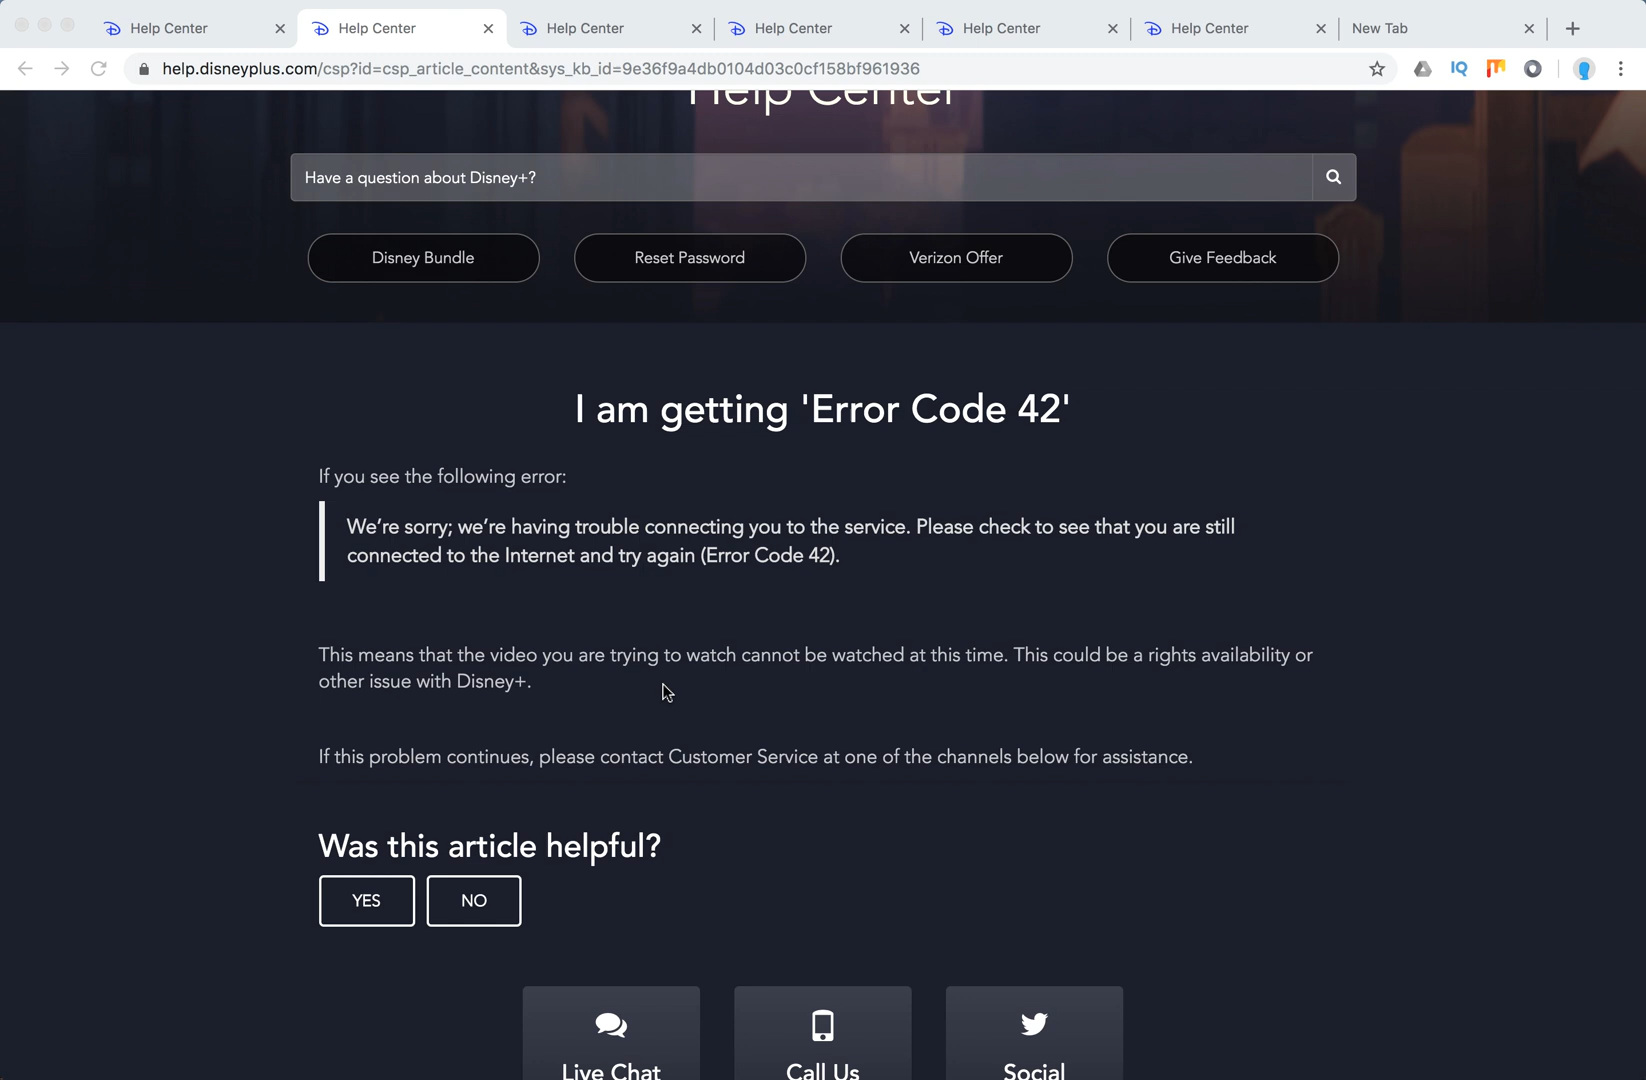 Help Center
Help Center
Help Center
Help Center
Help Center
Help Center
New Tab
help.disneyplus.com/csp?id=csp_article_content&sys_kb_id=9e36f9a4db0104d03c0cf158bf961936
IQ
Help Center
Have a question about Disney+?
Disney Bundle
Reset Password
Verizon Offer
Give Feedback
I am getting 'Error Code 42'
If you see the following error:
We’re sorry; we’re having trouble connecting you to the service. Please check to see that you are still
connected to the Internet and try again (Error Code 42).
This means that the video you are trying to watch cannot be watched at this time. This could be a rights availability or
other issue with Disney+.
If this problem continues, please contact Customer Service at one of the channels below for assistance.
Was this article helpful?
YES
NO
Live Chat
Call Us
Social